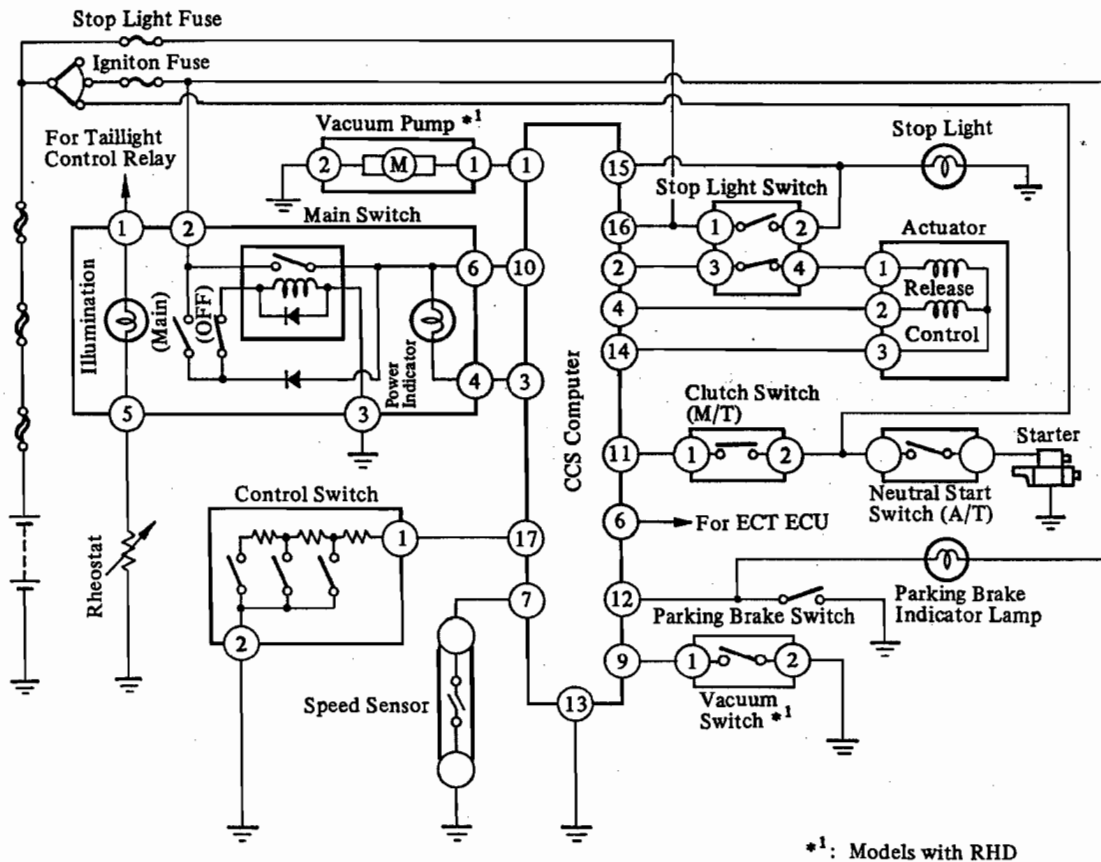 Stop Light Fuse
Igniton Fuse
For Taillight
Control Relay
Vacuum Pump *1
2
M
1
1
Stop Light
15
Stop Light Switch
Main Switch
1
2
16
1
2
Actuator
6
10
2
3
4
1
Release
Illumination
(Main)
(OFF)
4
2
Control
Power
Indicator
14
3
4
3
CCS Computer
5
3
Clutch Switch
(M/T)
11
1
2
Starter
Neutral Start
Switch (A/T)
Control Switch
1
17
6
For ECT ECU
Rheostat
7
12
Parking Brake Switch
Parking Brake
Indicator Lamp
2
9
1
2
Vacuum
Switch *1
Speed Sensor
13
*1: Models with RHD